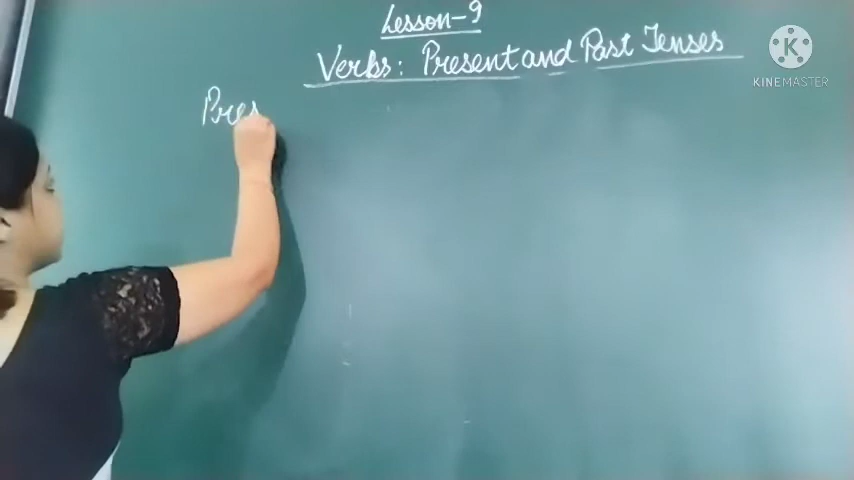 Lesson-9
Verbs: Present and Past Tenses
Pres
K
KINEMASTER